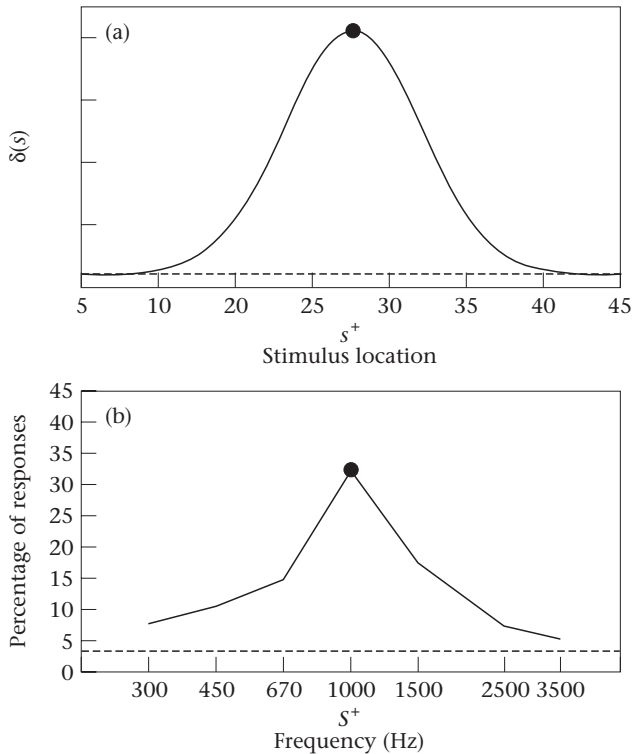 (a)
δ(s)
5 10 20 25 30 35 40 45
s+
Stimulus location
(b)
Percentage of responses
45
40
35
30
25
20
15
10
5
0
300 450 670 1000 1500 2500 3500
S+
Frequency (Hz)